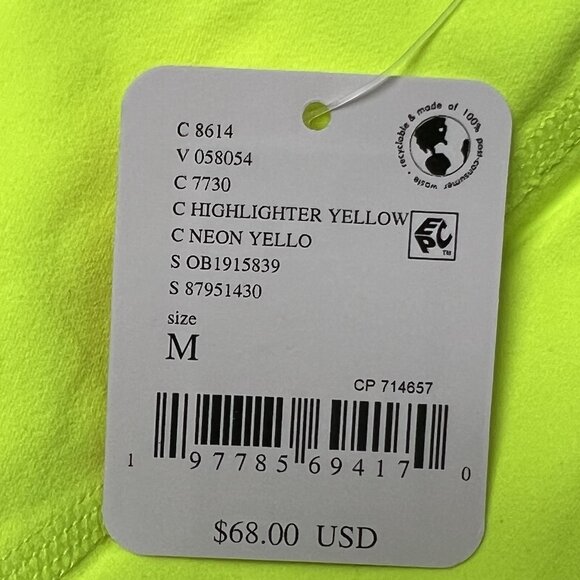 C 8614
V 058054
C 7730
C HIGHLIGHTER YELLOW
C NEON YELLO
S OB1915839
S 87951430
size
M
recyclable & made of 100% post-consumer waste •
EPC™
CP 714657
1 97785 69417 0
$68.00 USD